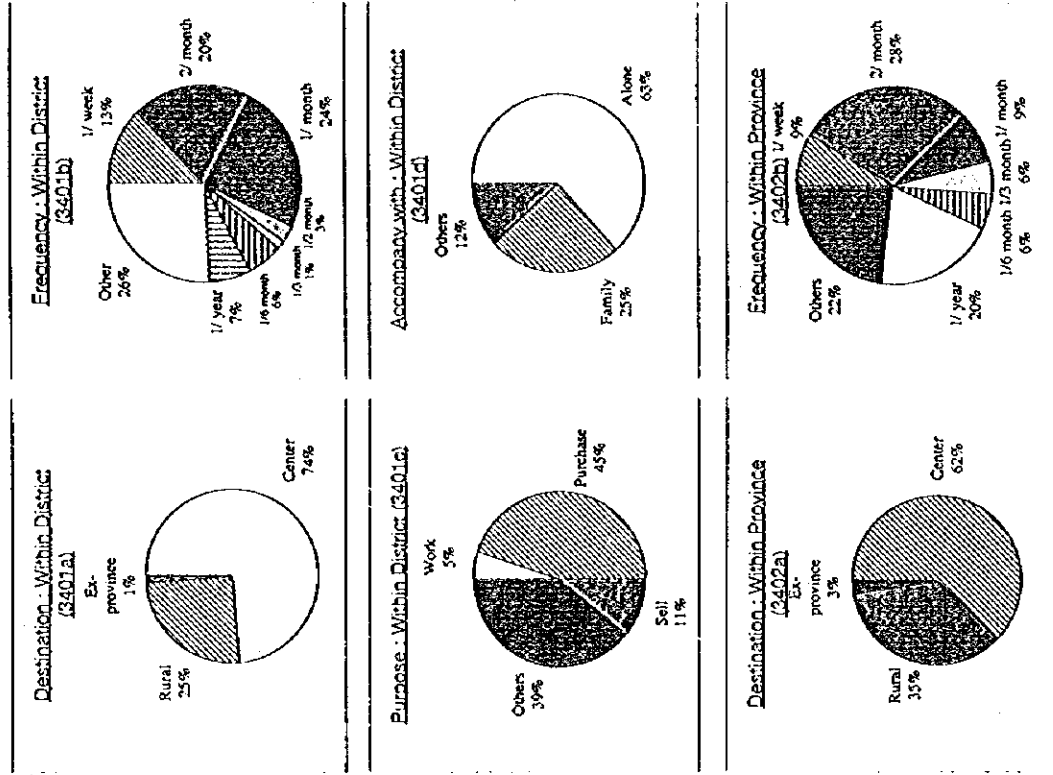 Destination : Within District
(3401a)
Ex-
province
1%
Rural
25%
Center
74%
Frequency : Within District
(3401b)
1/ week
13%
2/ month
20%
1/ month
24%
1/2 month
3%
1/3 month
1%
1/6 month
6%
1/ year
7%
Other
26%
Purpose : Within District (3401c)
Work
5%
Purchase
45%
Sell
11%
Others
39%
Accompany with : Within District
(3401d)
Others
12%
Family
25%
Alone
63%
Destination : Within Province
(3402a)
Ex-
province
3%
Rural
35%
Center
62%
Frequency : Within Province
(3402b)
1/ week
9%
2/ month
28%
1/ month
9%
1/3 month
6%
1/6 month
6%
1/ year
20%
Others
22%